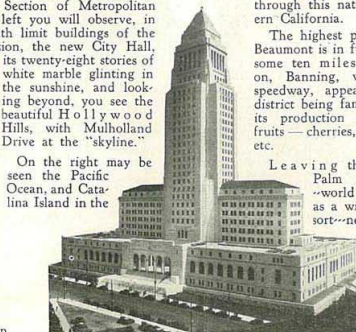 Section of Metropolitan
left you will observe, in
th limit buildings of the
ion, the new City Hall,
its twenty-eight stories of
white marble glinting in
the sunshine, and look-
ing beyond, you see the
beautiful Hollywood
Hills, with Mulholland
Drive at the "skyline."
On the right may be
seen the Pacific
Ocean, and Cata-
lina Island in the
through this nat
ern California.
The highest p
Beaumont is in f
some ten miles
on, Banning, v
speedway, appea
district being fam
its production
fruits — cherries,
etc.
Leaving th
Palm
--world
as a wi
sort--ne